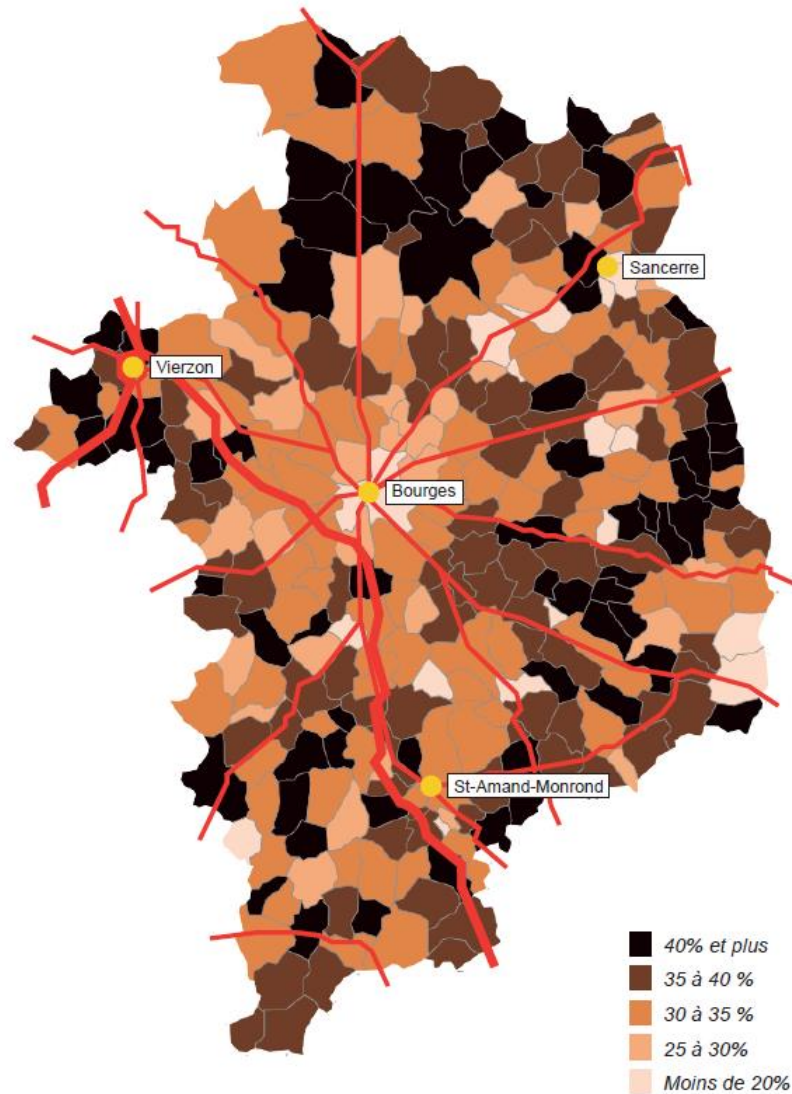 Sancerre
Vierzon
Bourges
St-Amand-Monrond
40% et plus
35 à 40 %
30 à 35 %
25 à 30%
Moins de 20%